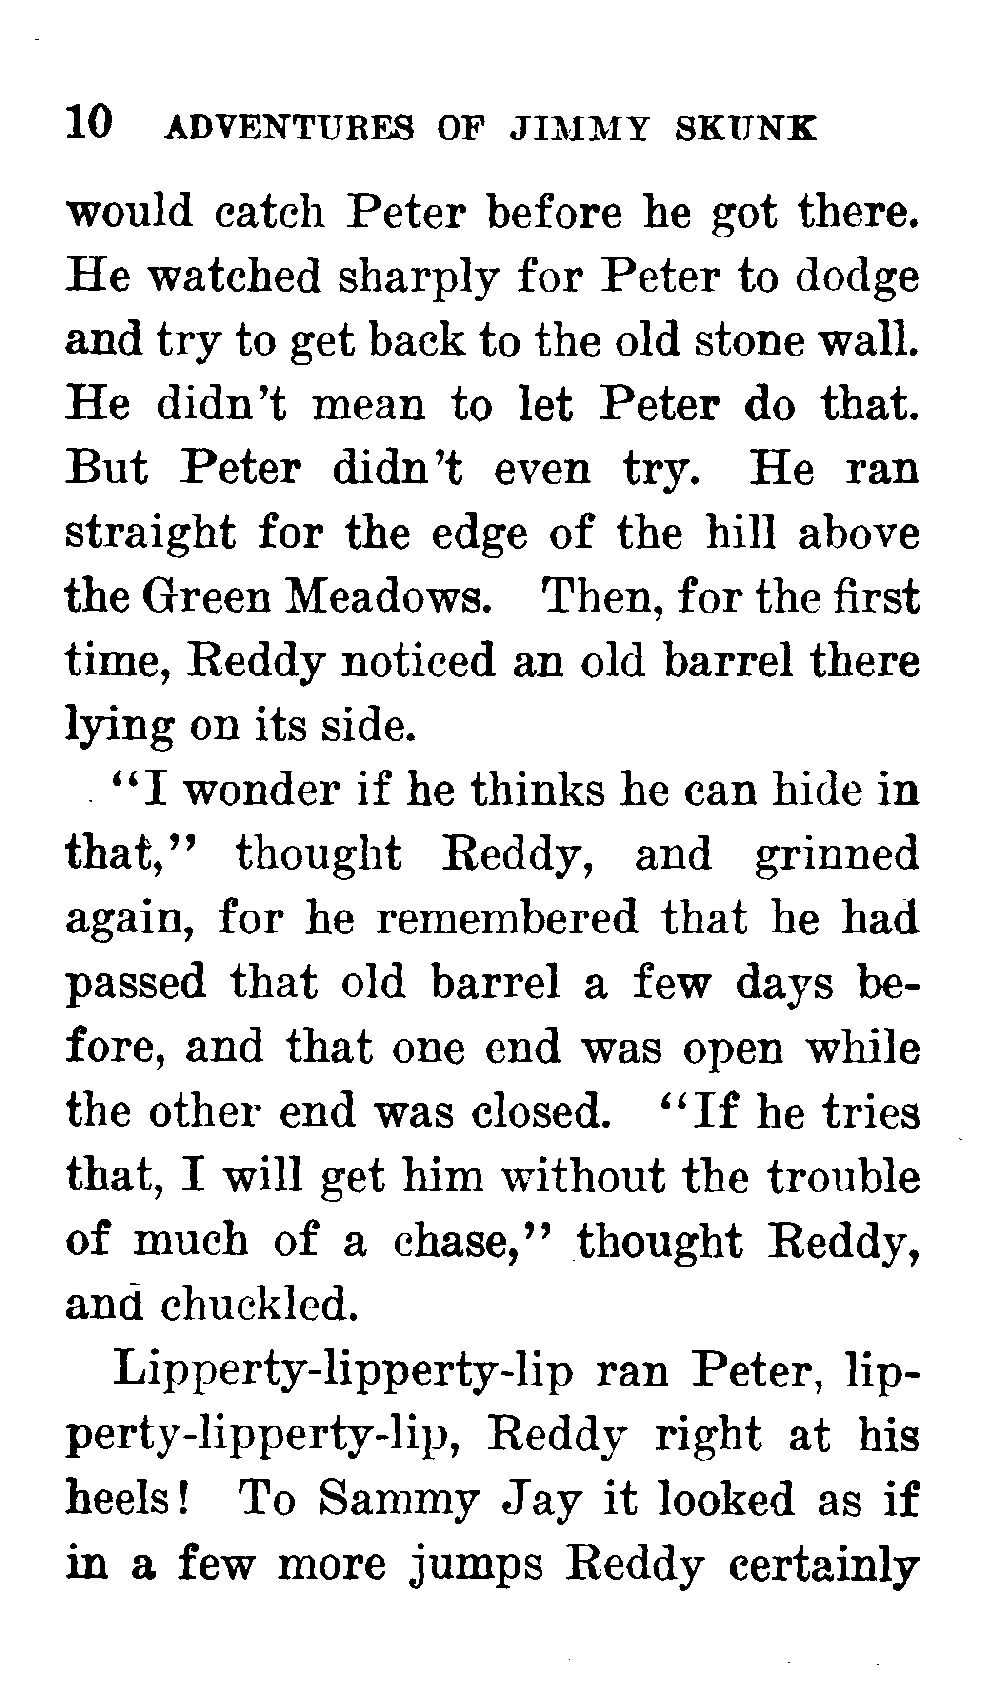 10 ADVENTURES OF JIMMY SKUNK
would catch Peter before he got there.
He watched sharply for Peter to dodge
and try to get back to the old stone wall.
He didn't mean to let Peter do that.
But Peter didn't even try. He ran
straight for the edge of the hill above
the Green Meadows. Then, for the first
time, Reddy noticed an old barrel there
lying on its side.
“I wonder if he thinks he can hide in
that,” thought Reddy, and grinned
again, for he remembered that he had
passed that old barrel a few days be-
fore, and that one end was open while
the other end was closed. “If he tries
that, I will get him without the trouble
of much of a chase,” thought Reddy,
and chuckled.
Lipperty-lipperty-lip ran Peter, lip-
perty-lipperty-lip, Reddy right at his
heels! To Sammy Jay it looked as if
in a few more jumps Reddy certainly